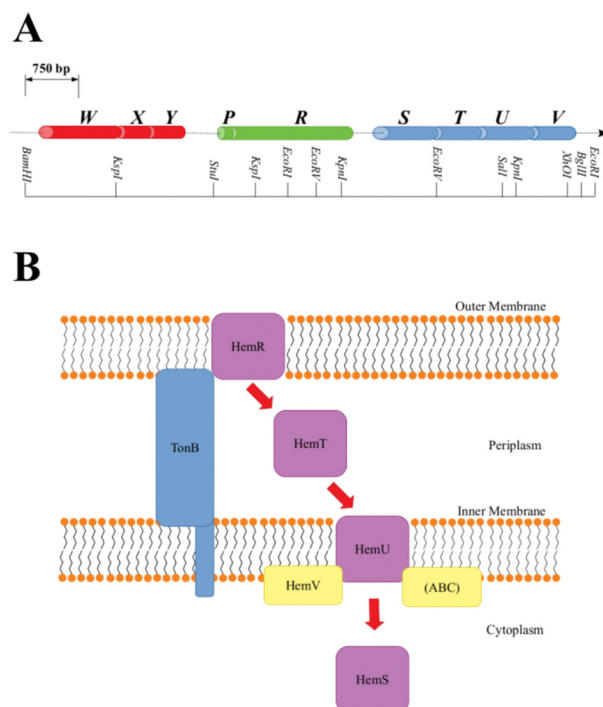 A
750 bp
W X Y P R S T U V
BamHI KspI StuI KspI EcoRI EcoRV KpnI EcoRV SalI KpnI XhOI BglII EcoRI
B
Outer Membrane
HemR
TonB
HemT
Periplasm
Inner Membrane
HemU
HemV
(ABC)
Cytoplasm
HemS